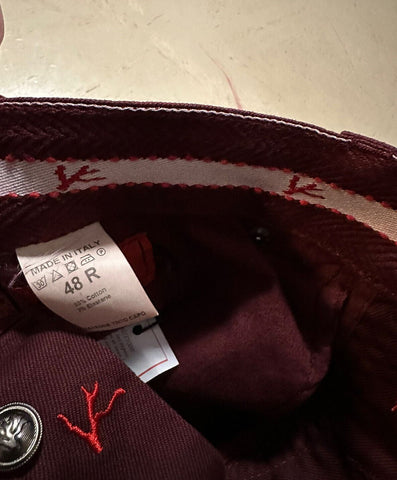 MADE IN ITALY
48 R
93% Cotton
7% Elastane